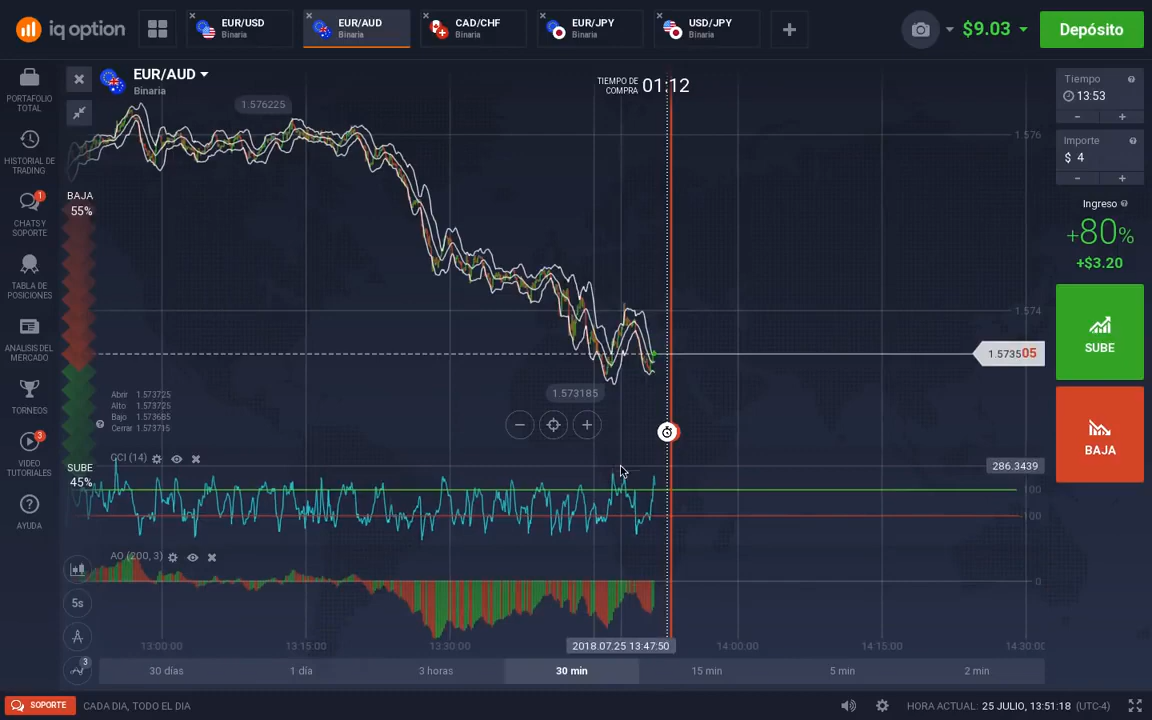 iq option
EUR/USD
Binaria
EUR/AUD
Binaria
CAD/CHF
Binaria
EUR/JPY
Binaria
USD/JPY
Binaria
$9.03
Depósito
PORTAFOLIO
TOTAL
HISTORIAL DE
TRADING
1
CHATS Y
SOPORTE
TABLA DE
POSICIONES
ANALISIS DEL
MERCADO
TORNEOS
3
VIDEO
TUTORIALES
AYUDA
EUR/AUD
Binaria
1.576225
TIEMPO DE
COMPRA
01:12
1.576
BAJA
55%
1.574
1.573505
1.573185
Abrir 1.573725
Alto 1.573725
Bajo 1.573685
Cerrar 1.573715
SUBE
45%
CCI (14)
286.3439
100
100
AO (200, 3)
0
5s
3
13:00:00
13:15:00
13:30:00
2018.07.25 13:47:50
14:00:00
14:15:00
14:30:00
30 días
1 día
3 horas
30 min
15 min
5 min
2 min
Tiempo
13:53
- +
Importe
$ 4
- +
Ingreso
+80%
+$3.20
SUBE
BAJA
SOPORTE
CADA DIA, TODO EL DIA
HORA ACTUAL: 25 JULIO, 13:51:18 (UTC-4)